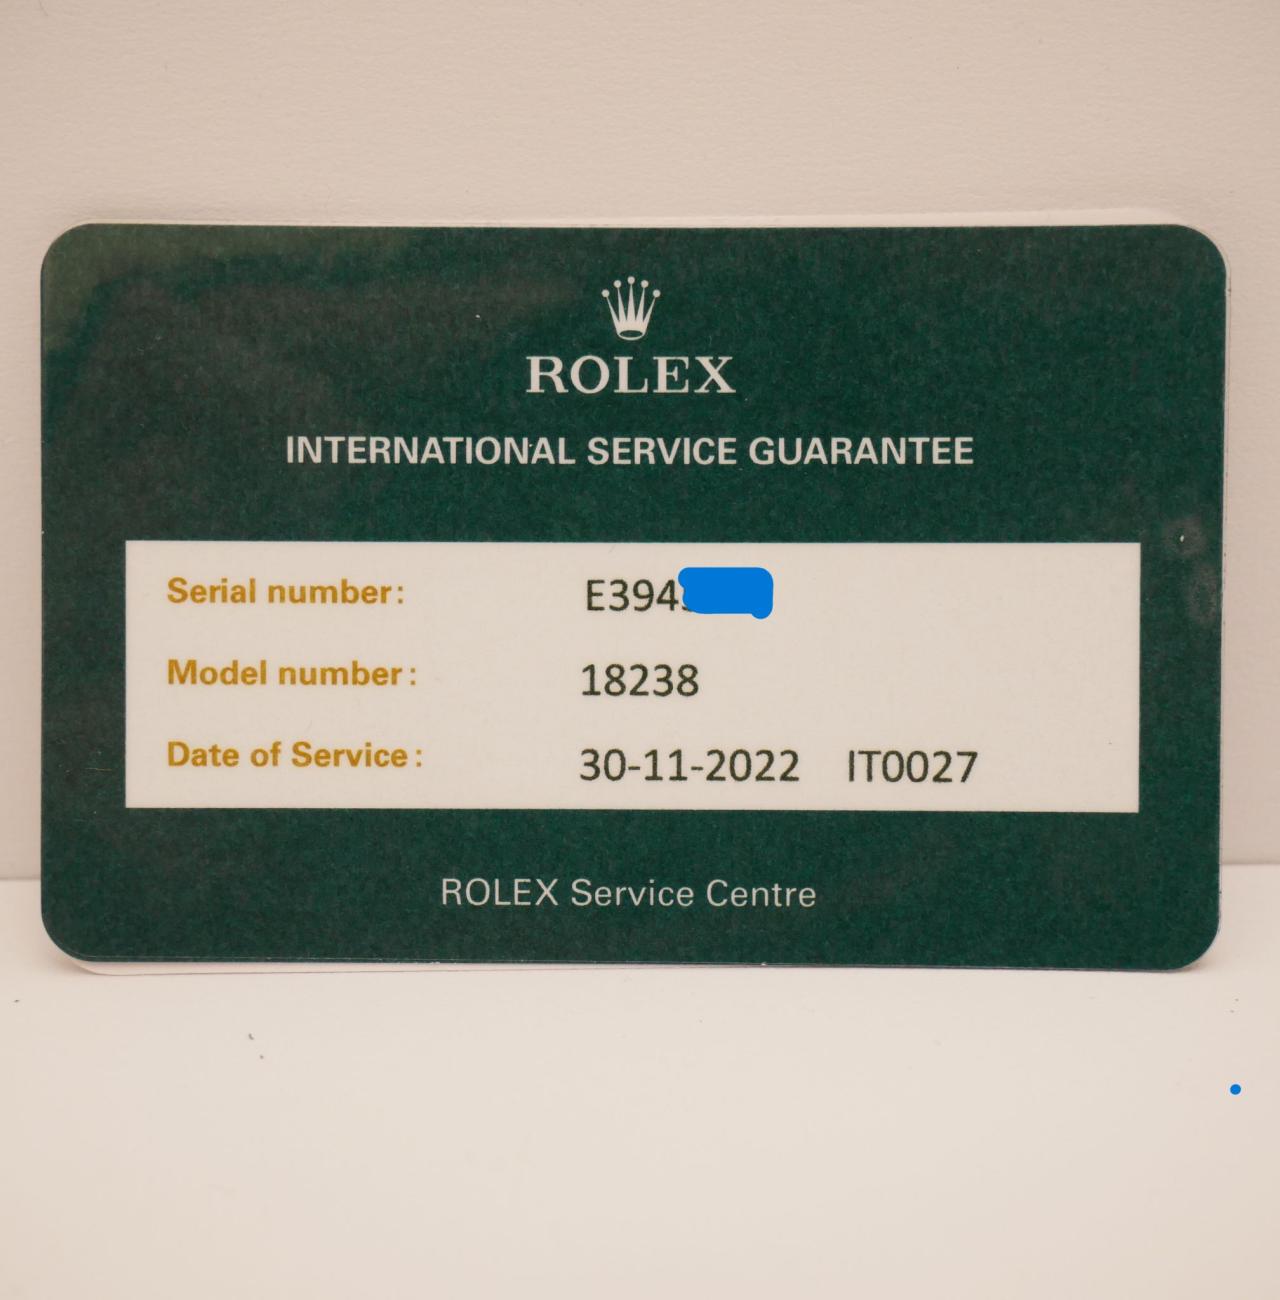 ROLEX
INTERNATIONAL SERVICE GUARANTEE
Serial number: E394
Model number: 18238
Date of Service: 30-11-2022 IT0027
ROLEX Service Centre